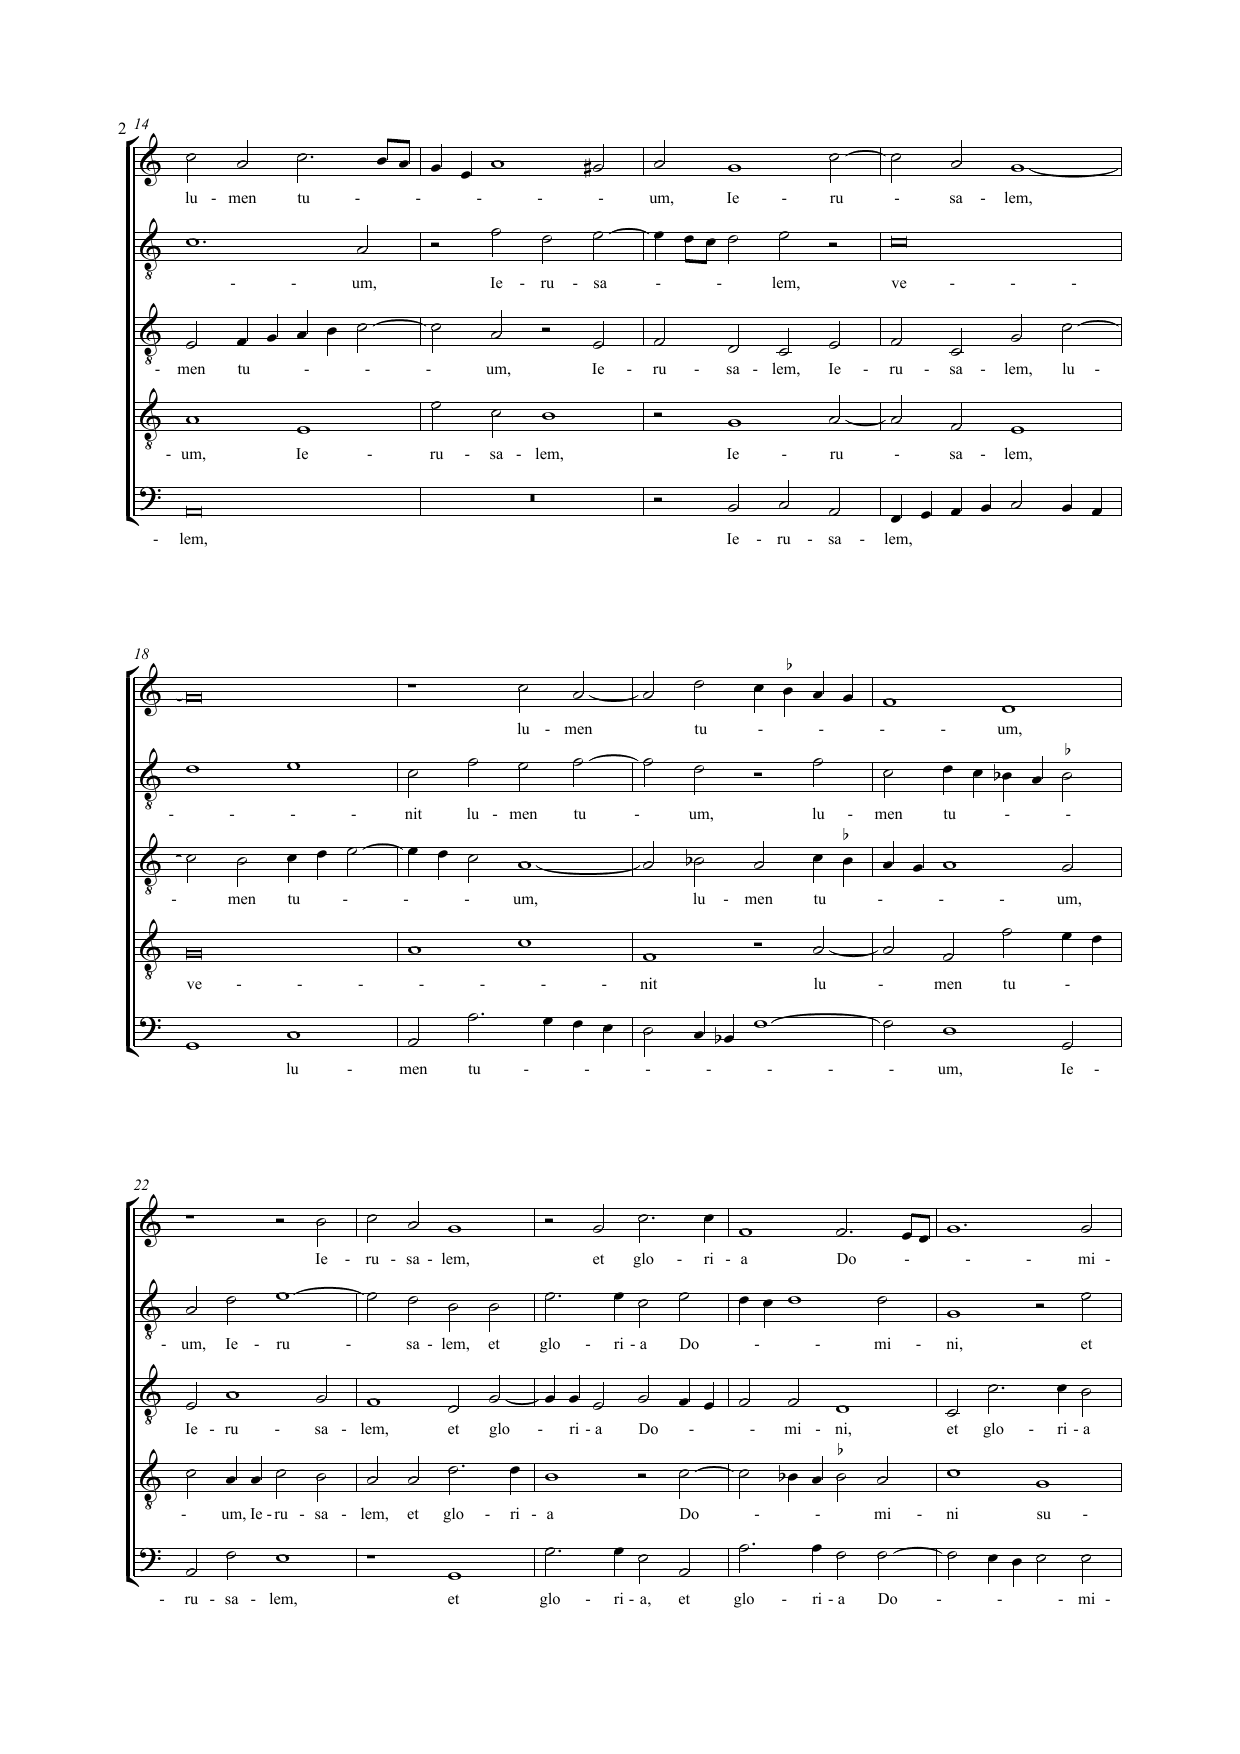 2 14
lu - men tu - - - - - um, Ie - ru - sa - lem,
- - um, Ie - ru - sa - - lem, ve - - -
- men tu - - - - um, Ie - ru - sa - lem, Ie - ru - sa - lem, lu -
- um, Ie - ru - sa - lem, Ie - ru - sa - lem,
- lem, Ie - ru - sa - lem,
18
lu - men tu - - - - um,
- - - - nit lu - men tu - um, lu - men tu - -
- men tu - - - um, lu - men tu - - - um,
ve - - - - - - - nit lu - men tu -
lu - men tu - - - - - - - um, Ie -
22
Ie - ru - sa - lem, et glo - ri - a Do - - - mi -
- um, Ie - ru - sa - lem, et glo - ri - a Do - - mi - ni, et
Ie - ru - sa - lem, et glo - ri - a Do - - mi - ni, et glo - ri - a
- um, Ie - ru - sa - lem, et glo - ri - a Do - - - mi - ni su -
- ru - sa - lem, et glo - ri - a, et glo - ri - a Do - - - mi -